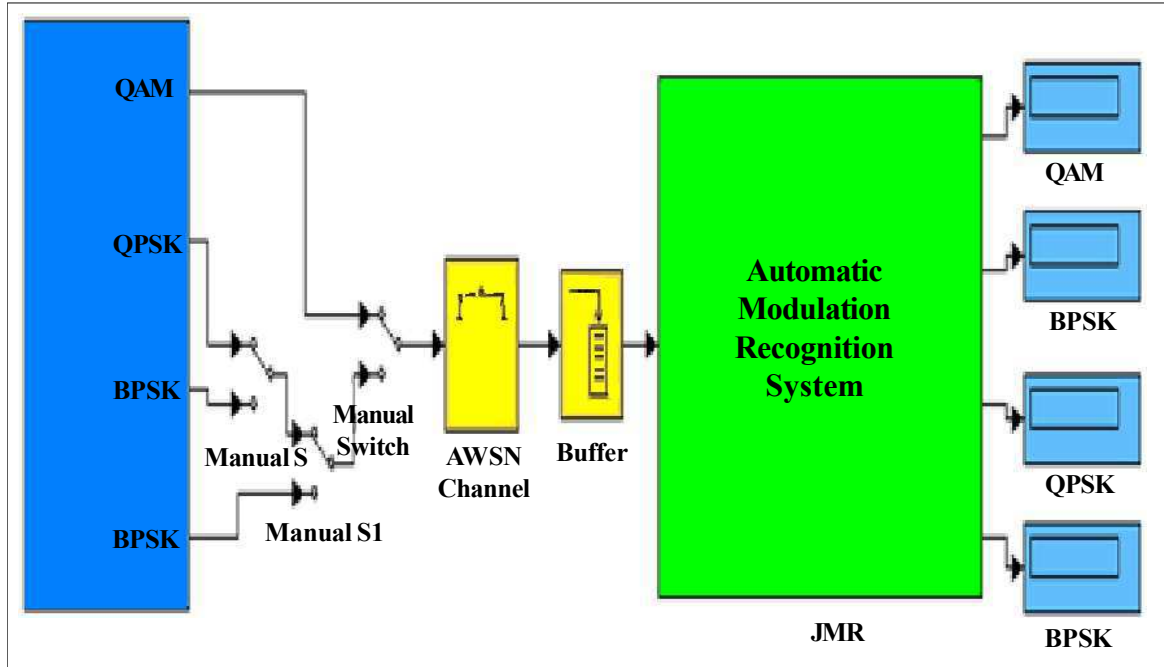 QAM
QPSK
BPSK
BPSK
Manual S
Manual S1
Manual
Switch
AWSN
Channel
Buffer
Automatic
Modulation
Recognition
System
JMR
QAM
BPSK
QPSK
BPSK